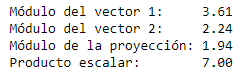 Módulo del vector 1: 3.61
Módulo del vector 2: 2.24
Módulo de la proyección: 1.94
Producto escalar: 7.00